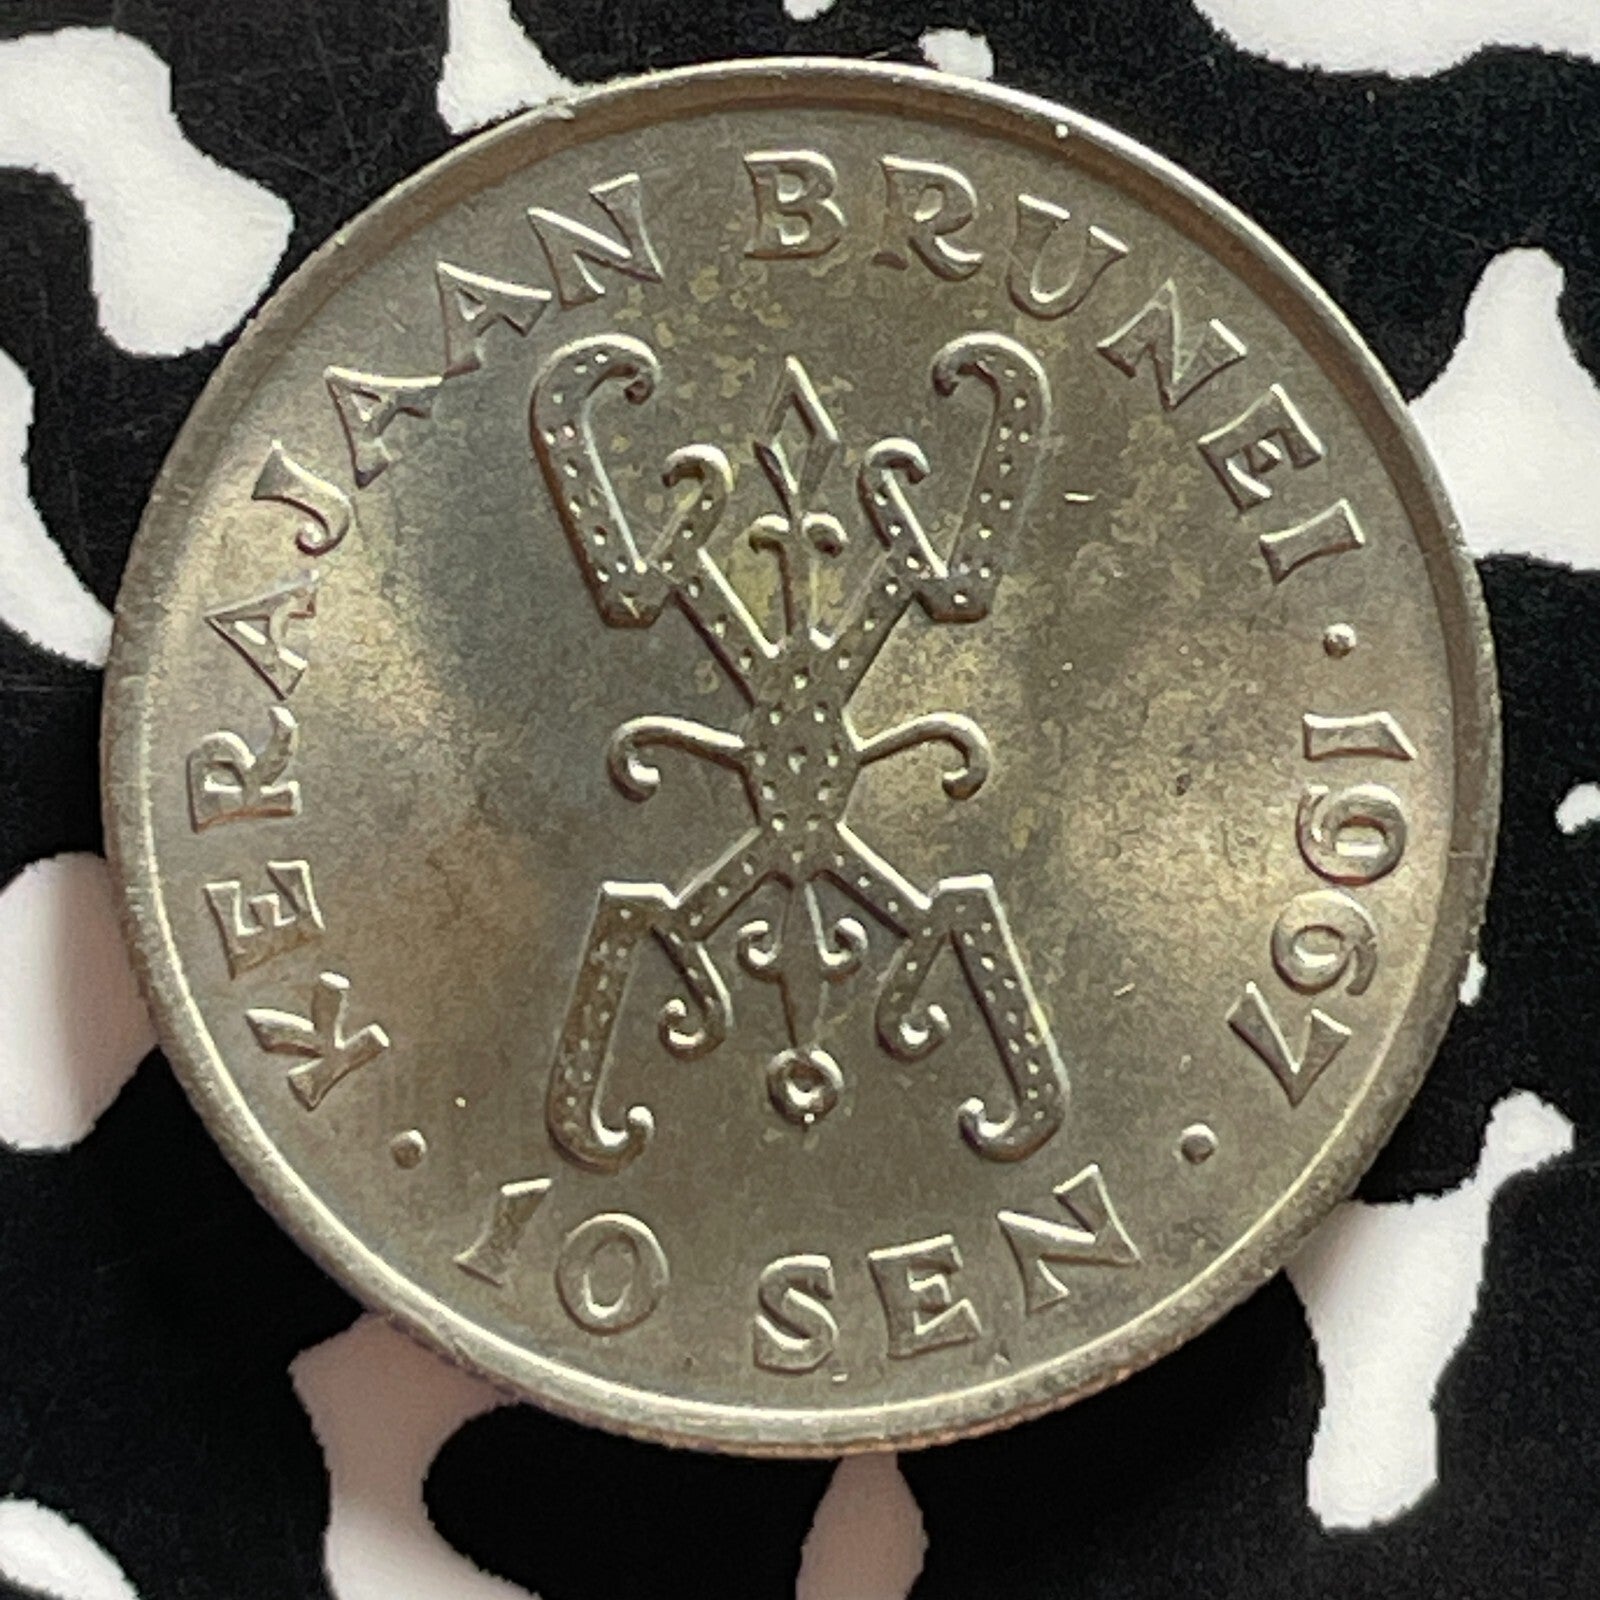 KERAJAAN BRUNEI · 1967 ·
10 SEN ·